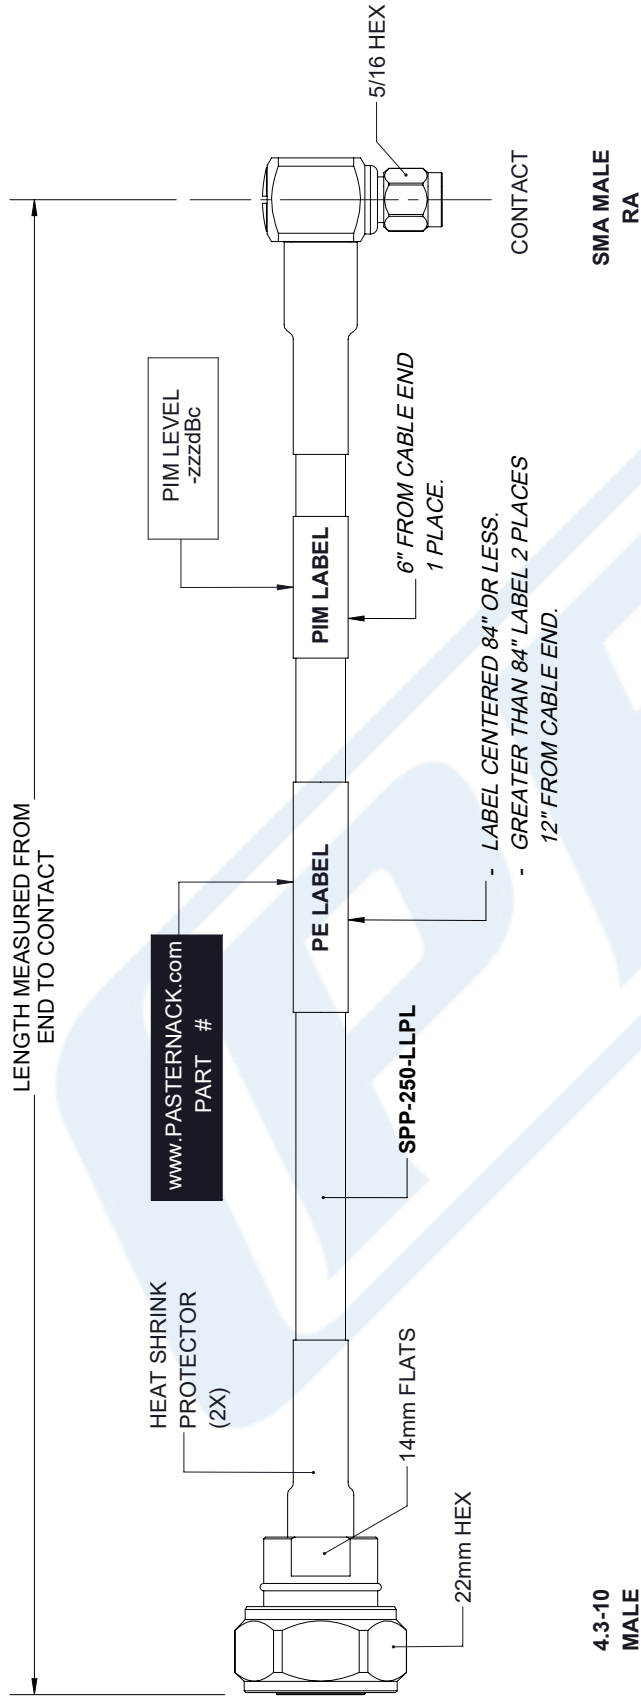 LENGTH MEASURED FROM
END TO CONTACT
HEAT SHRINK
PROTECTOR
(2X)
www.PASTERNACK.com
PART #
PIM LEVEL
-zzzdBc
PE LABEL
PIM LABEL
14mm FLATS
22mm HEX
SPP-250-LLPL
- LABEL CENTERED 84" OR LESS.
- GREATER THAN 84" LABEL 2 PLACES
12" FROM CABLE END.
6" FROM CABLE END
1 PLACE.
5/16 HEX
CONTACT
4.3-10
MALE
SMA MALE
RA